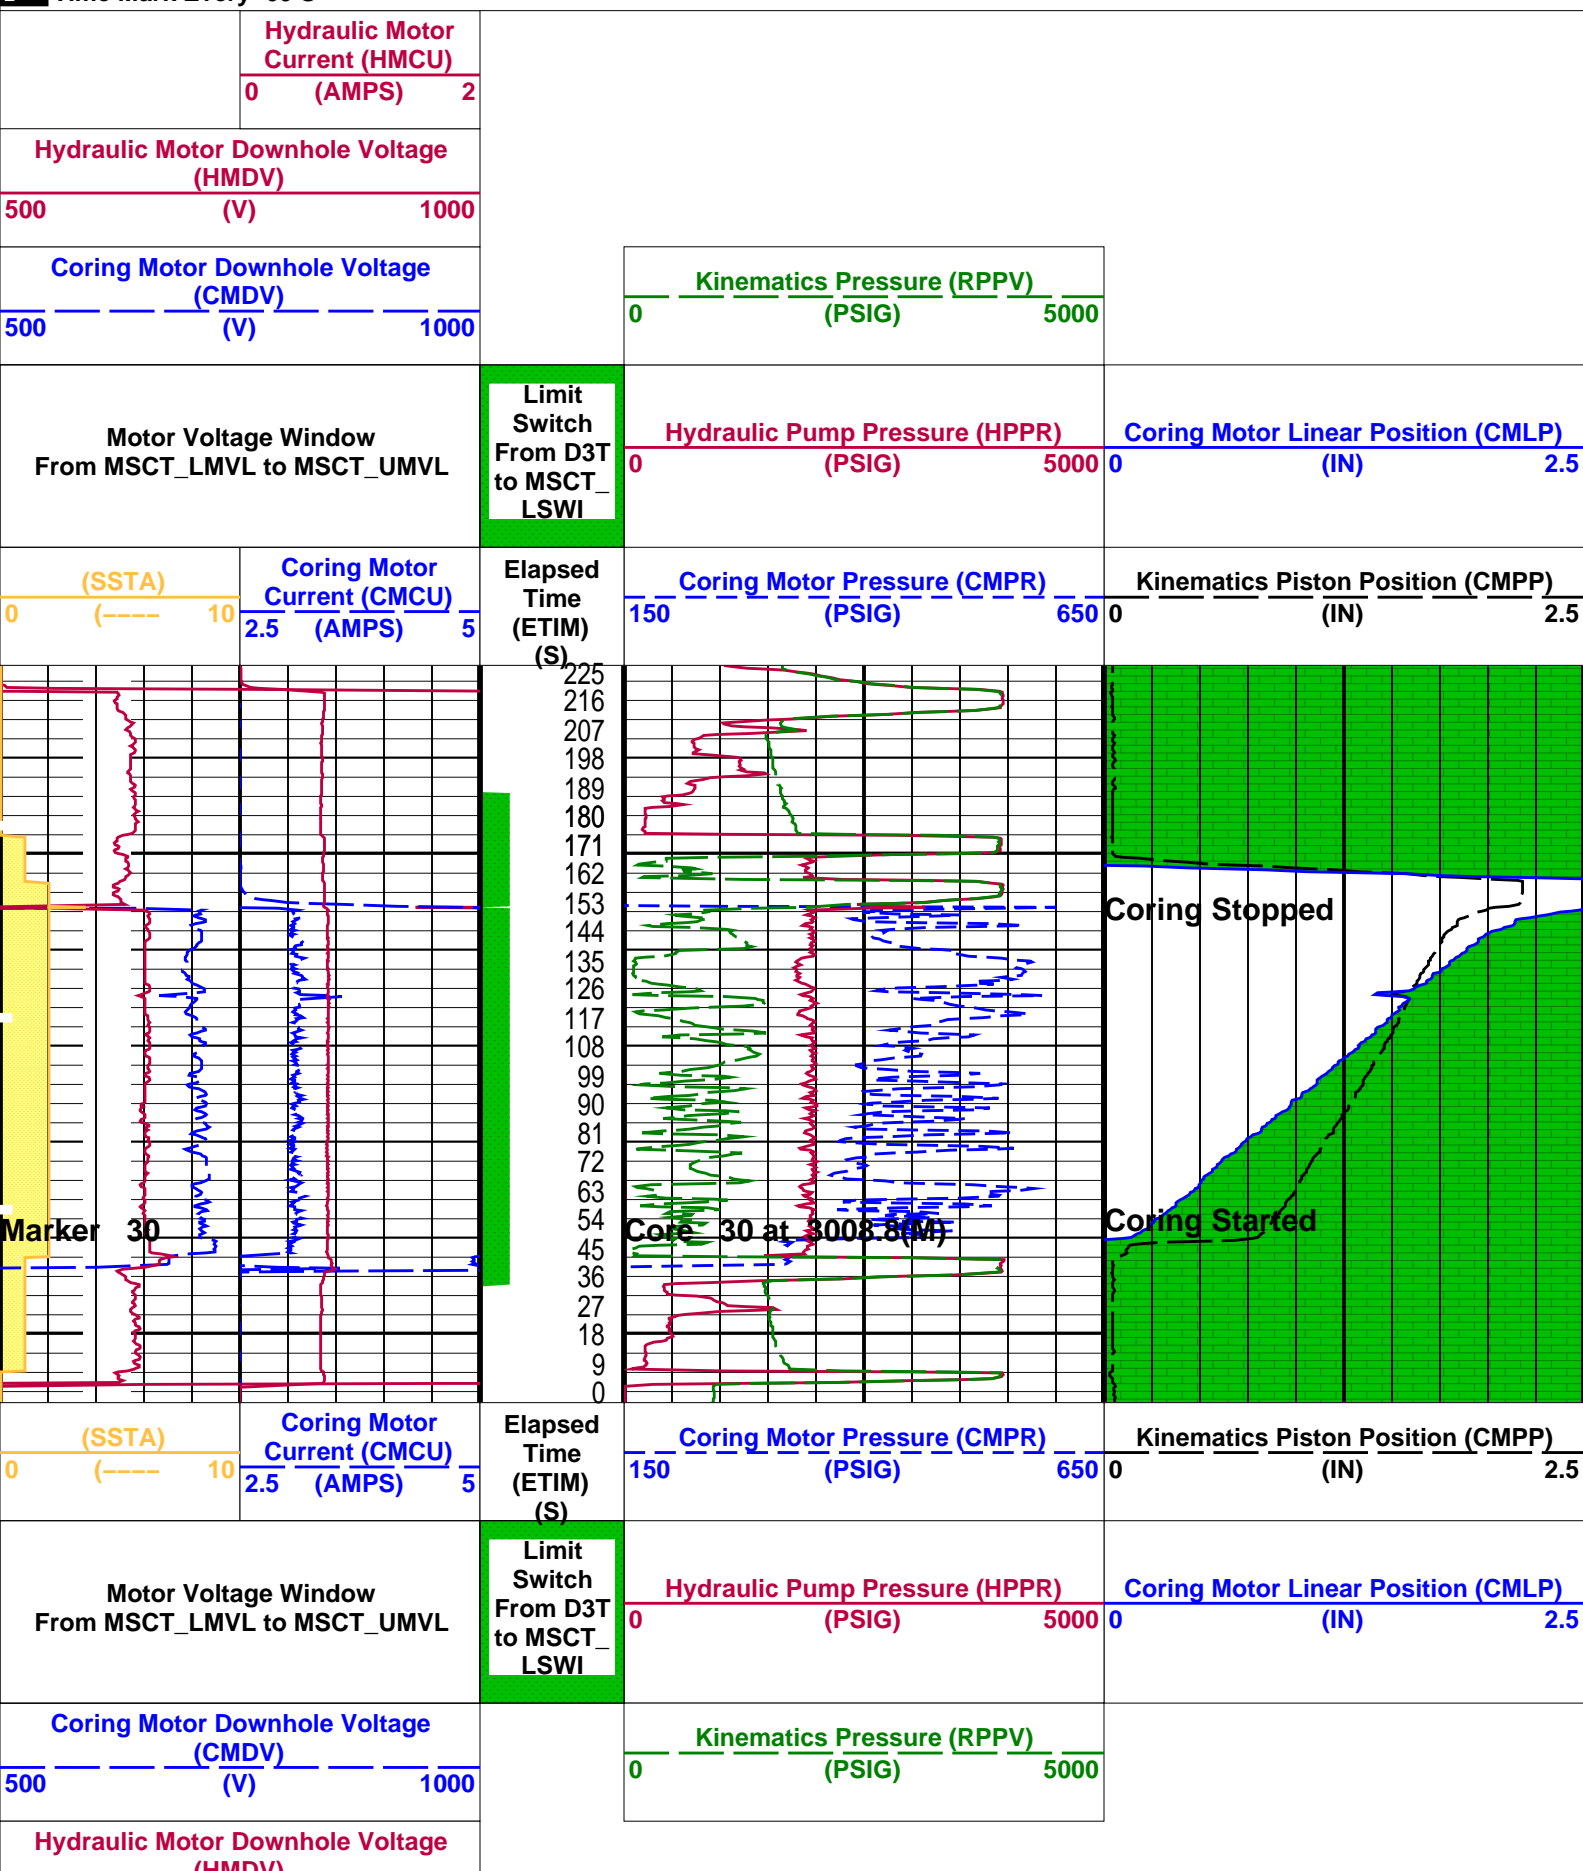 Hydraulic Motor
Current (HMCU)
0 (AMPS) 2
Hydraulic Motor Downhole Voltage
(HMDV)
500 (V) 1000
Coring Motor Downhole Voltage
(CMDV)
500 (V) 1000
Kinematics Pressure (RPPV)
0 (PSIG) 5000
Motor Voltage Window
From MSCT_LMVL to MSCT_UMVL
Limit
Switch
From D3T
to MSCT_
LSWI
Hydraulic Pump Pressure (HPPR)
0 (PSIG) 5000
Coring Motor Linear Position (CMLP)
0 (IN) 2.5
(SSTA)
0 (---- 10
Coring Motor
Current (CMCU)
2.5 (AMPS) 5
Elapsed
Time
(ETIM)
(S)
Coring Motor Pressure (CMPR)
150 (PSIG) 650
Kinematics Piston Position (CMPP)
0 (IN) 2.5
225
216
207
198
189
180
171
162
153
Coring Stopped
144
135
126
117
108
99
90
81
72
63
54
Marker 30
Core 30 at 3008.8(M)
Coring Started
45
36
27
18
9
0
(SSTA)
0 (---- 10
Coring Motor
Current (CMCU)
2.5 (AMPS) 5
Elapsed
Time
(ETIM)
(S)
Coring Motor Pressure (CMPR)
150 (PSIG) 650
Kinematics Piston Position (CMPP)
0 (IN) 2.5
Motor Voltage Window
From MSCT_LMVL to MSCT_UMVL
Limit
Switch
From D3T
to MSCT_
LSWI
Hydraulic Pump Pressure (HPPR)
0 (PSIG) 5000
Coring Motor Linear Position (CMLP)
0 (IN) 2.5
Coring Motor Downhole Voltage
(CMDV)
500 (V) 1000
Kinematics Pressure (RPPV)
0 (PSIG) 5000
Hydraulic Motor Downhole Voltage
(HMDV)